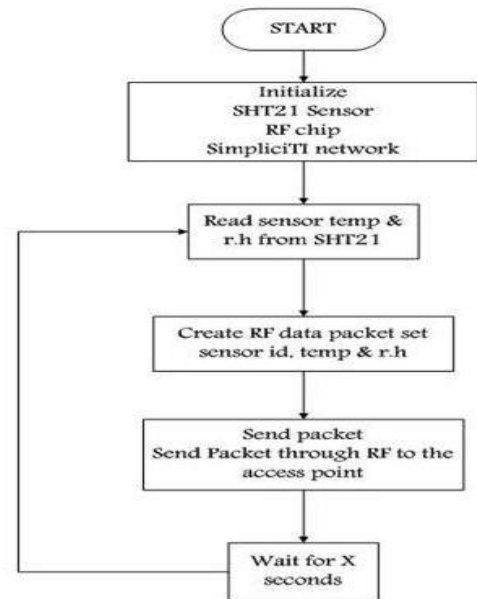 START
Initialize
SHT21 Sensor
RF chip
SimpliciTI network
Read sensor temp &
r.h from SHT21
Create RF data packet set
sensor id, temp & r.h
Send packet
Send Packet through RF to the
access point
Wait for X
seconds